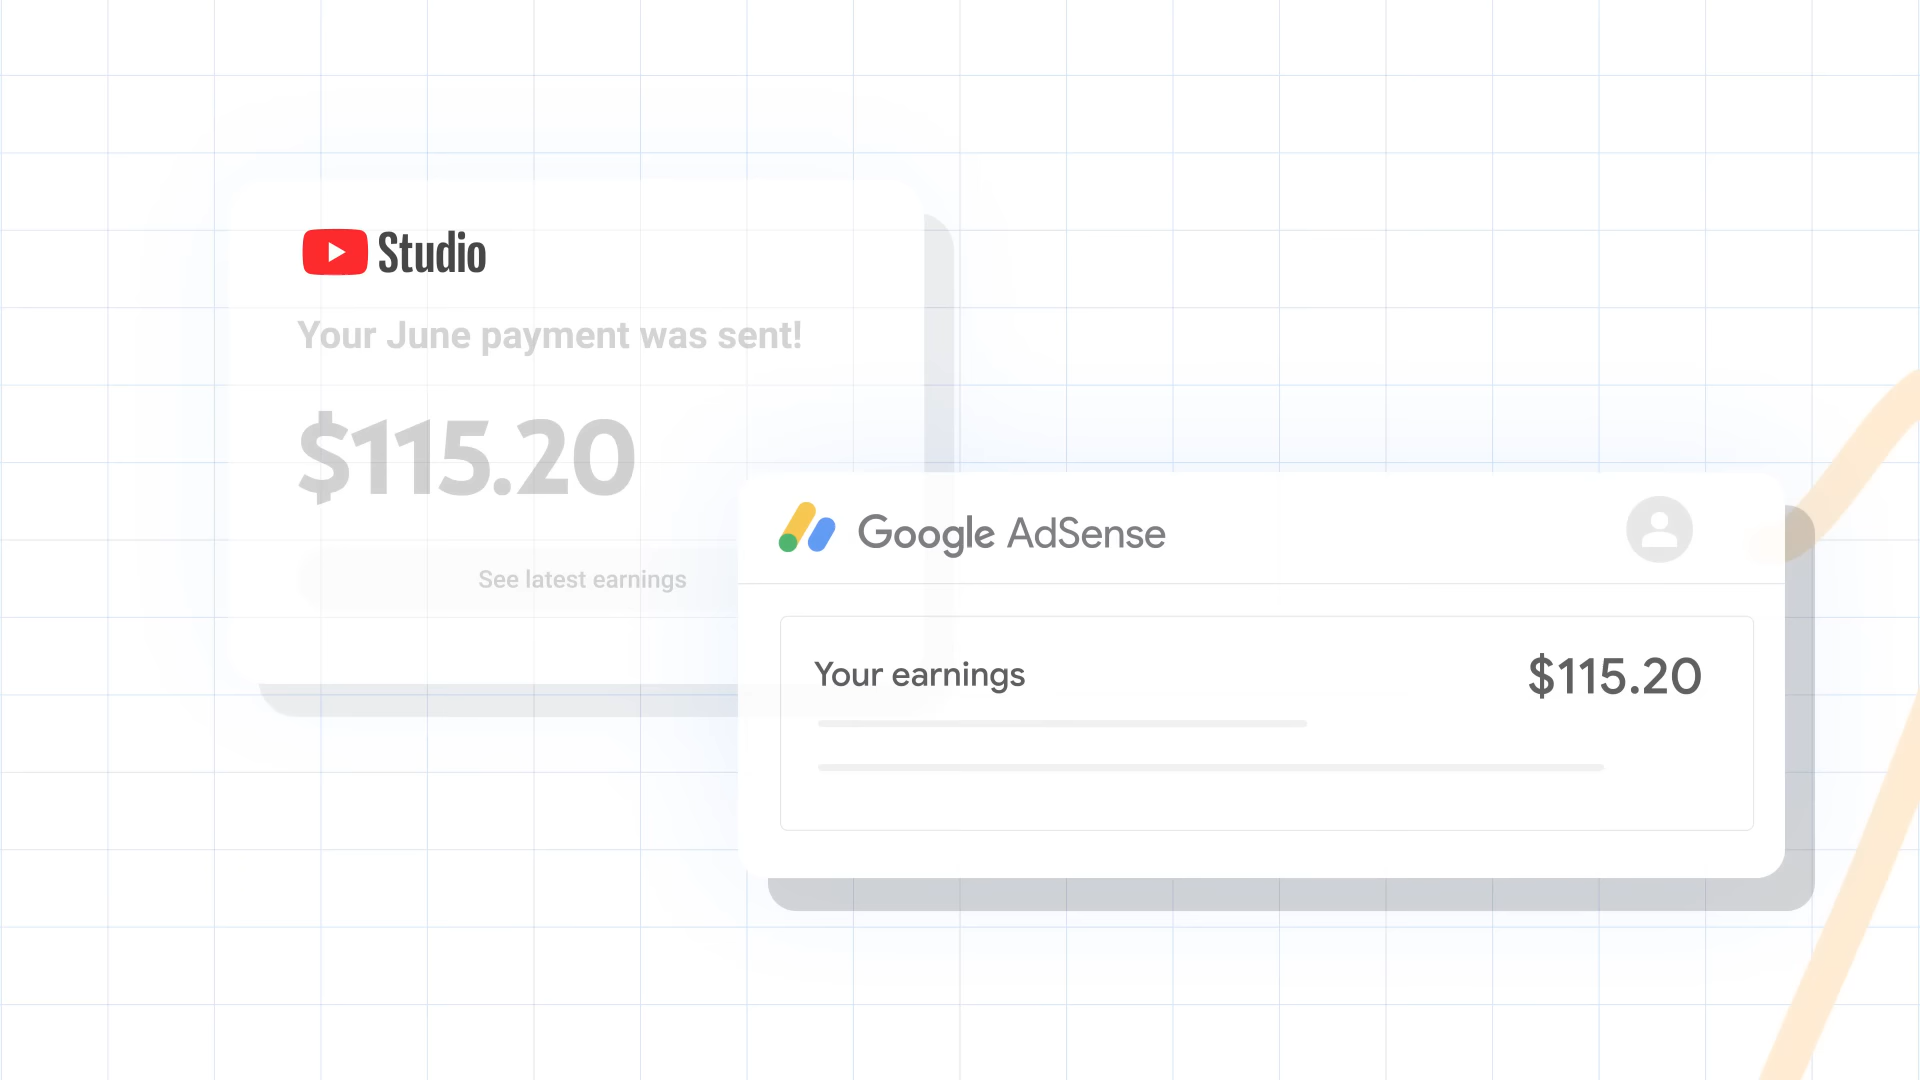 Studio
Your June payment was sent!
$115.20
See latest earnings
Google AdSense
Your earnings
$115.20